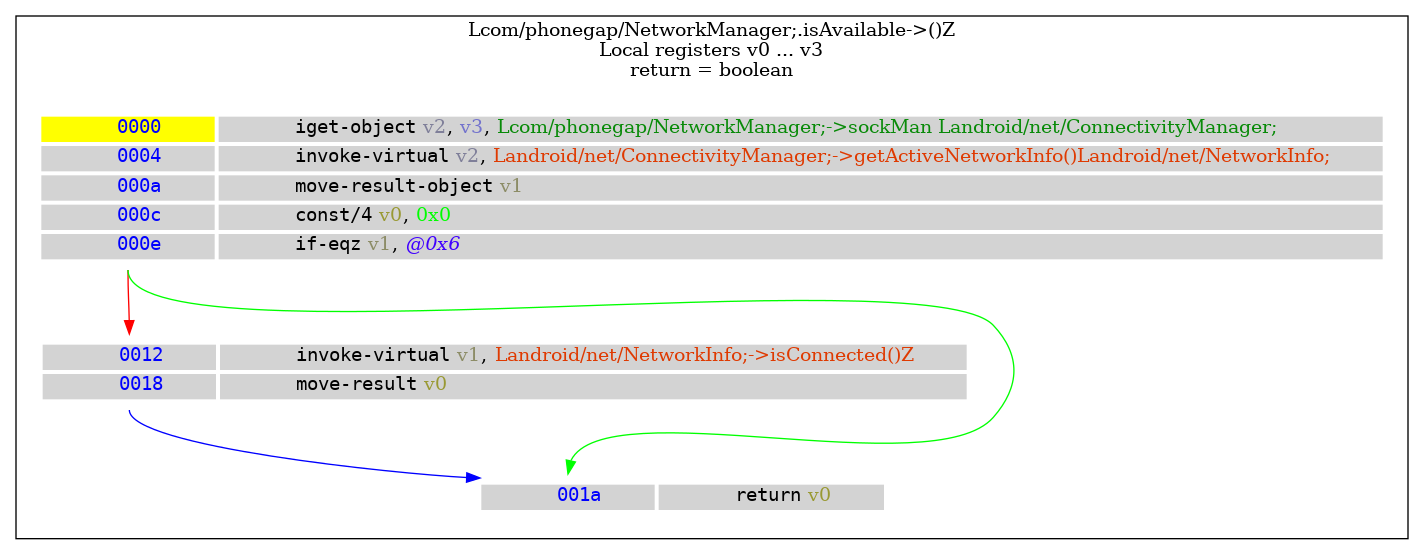 Lcom/phonegap/NetworkManager;.isAvailable->()Z
Local registers v0 ... v3
return = boolean
0000 iget-object v2, v3, Lcom/phonegap/NetworkManager;->sockMan Landroid/net/ConnectivityManager;
0004 invoke-virtual v2, Landroid/net/ConnectivityManager;->getActiveNetworkInfo()Landroid/net/NetworkInfo;
000a move-result-object v1
000c const/4 v0, 0x0
000e if-eqz v1, @0x6
0012 invoke-virtual v1, Landroid/net/NetworkInfo;->isConnected()Z
0018 move-result v0
001a return v0